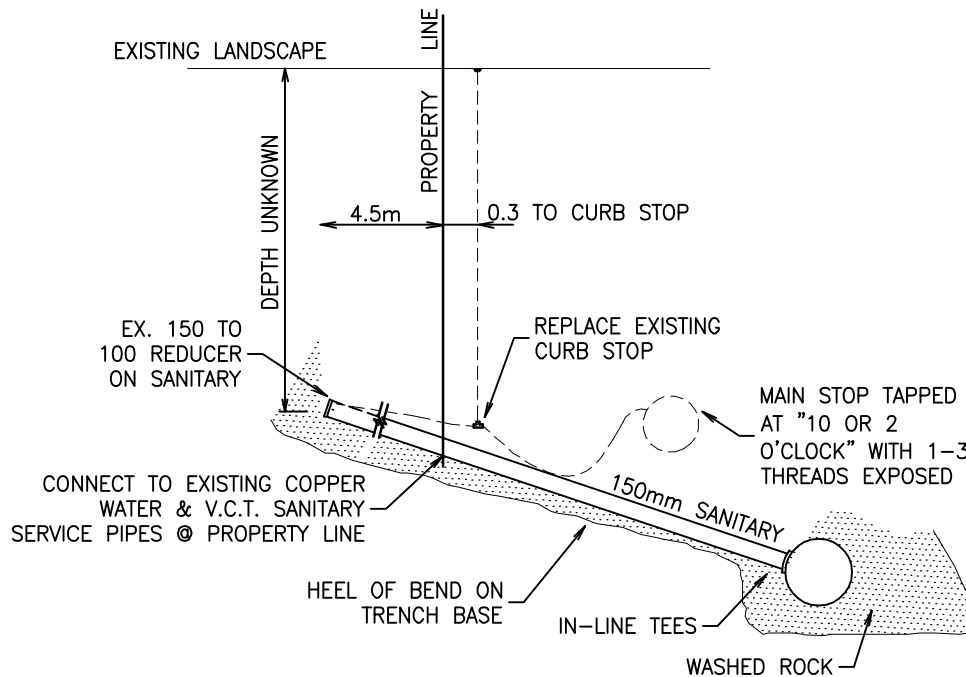 EXISTING LANDSCAPE
PROPERTY LINE
DEPTH UNKNOWN
4.5m
0.3 TO CURB STOP
EX. 150 TO
100 REDUCER
ON SANITARY
REPLACE EXISTING
CURB STOP
MAIN STOP TAPPED
AT "10 OR 2
O'CLOCK" WITH 1-3
THREADS EXPOSED
CONNECT TO EXISTING COPPER
WATER & V.C.T. SANITARY
SERVICE PIPES @ PROPERTY LINE
150mm SANITARY
HEEL OF BEND ON
TRENCH BASE
IN-LINE TEES
WASHED ROCK